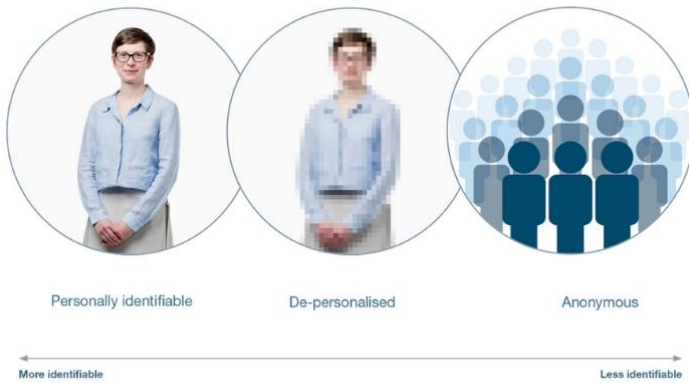 Personally identifiable
De-personalised
Anonymous
More identifiable
Less identifiable